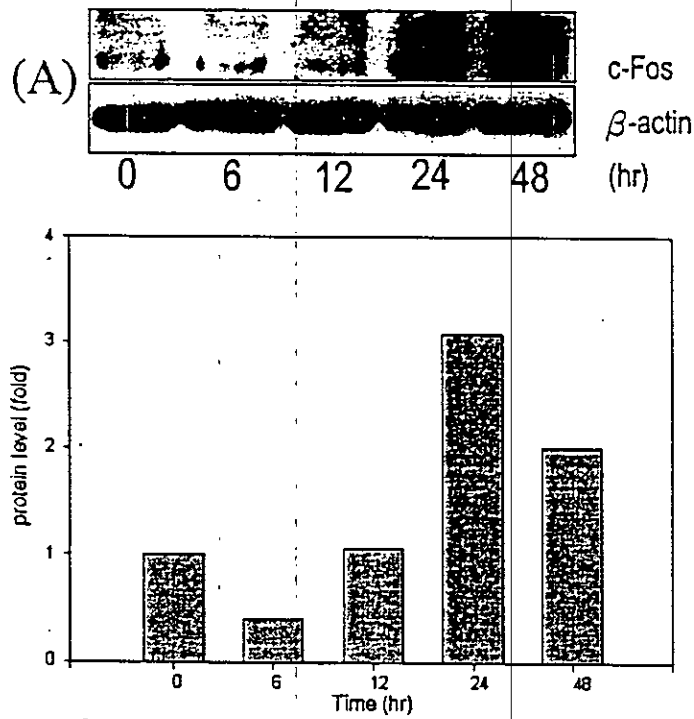 (A)
c-Fos
β-actin
0 6 12 24 48 (hr)
4
3
2
1
0
protein level (fold)
0 6 12 24 48
Time (hr)